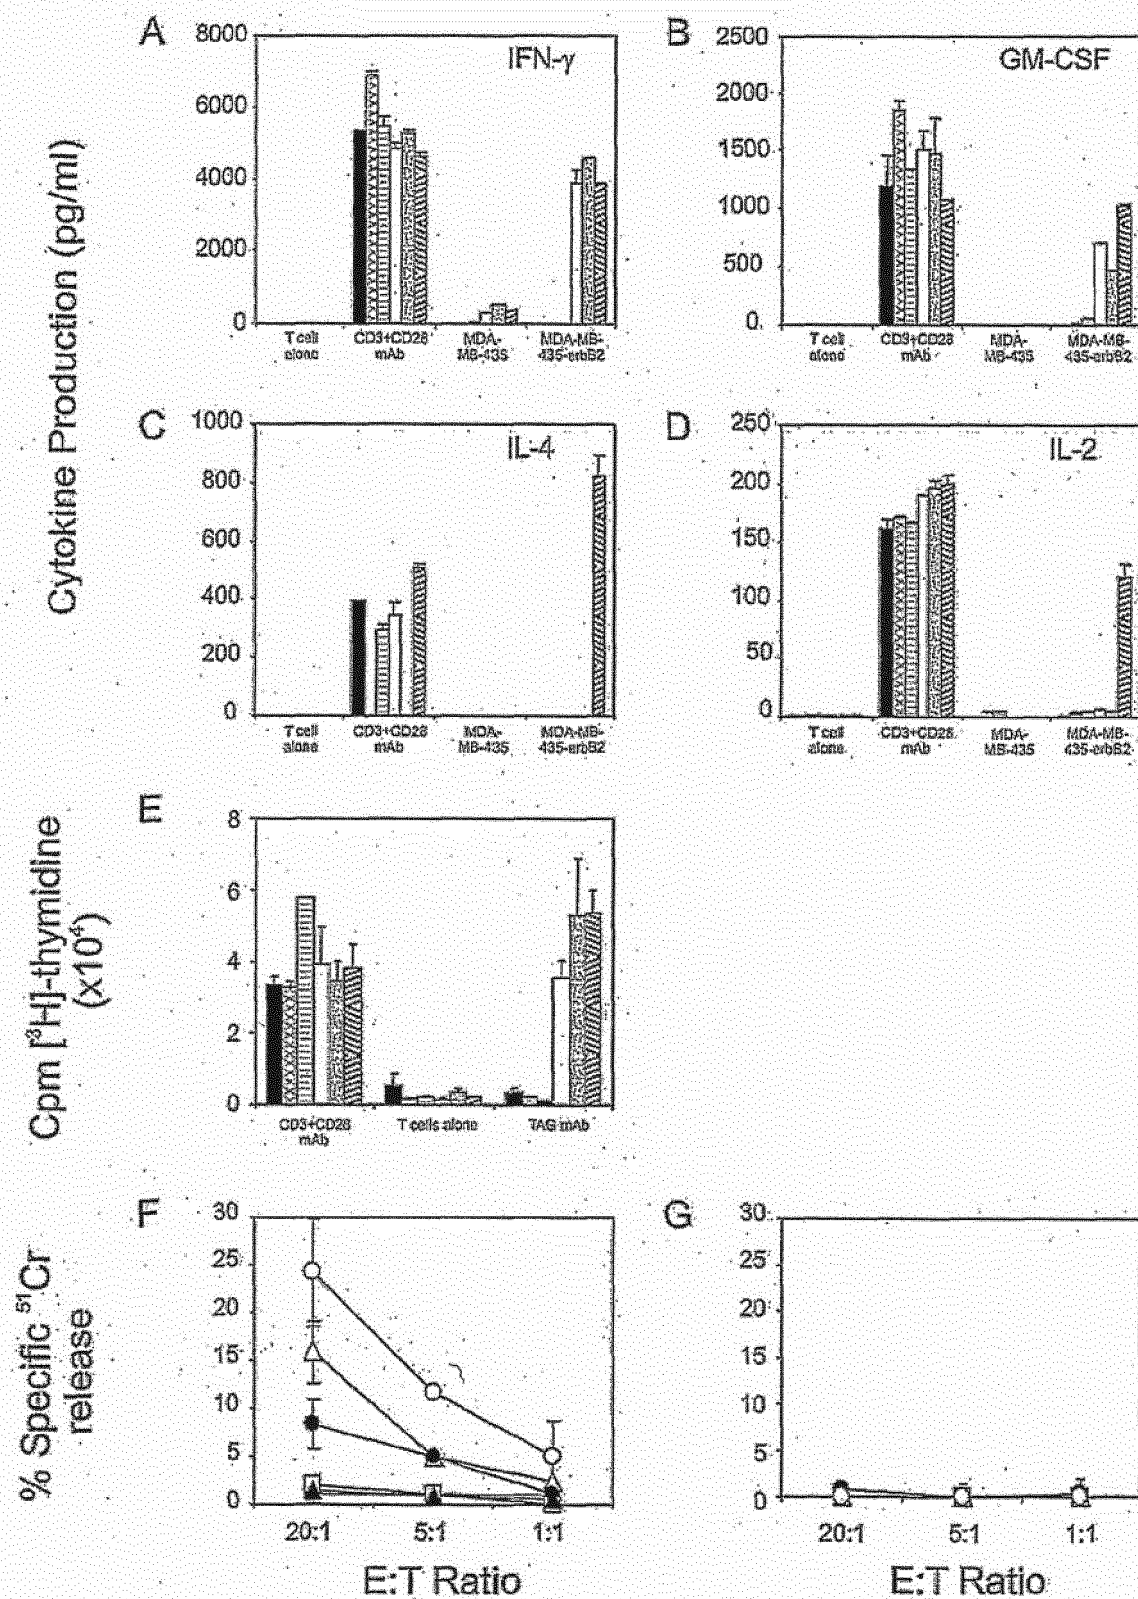 Cytokine Production (pg/ml)
A
IFN-γ
8000
6000
4000
2000
0
T cell
alone
CD3+CD28
mAb
MDA-
MB-435
MDA-MB-
435-erbB2
B
GM-CSF
2500
2000
1500
1000
500
0
T cell
alone
CD3+CD28
mAb
MDA-
MB-435
MDA-MB-
435-erbB2
C
IL-4
1000
800
600
400
200
0
T cell
alone
CD3+CD28
mAb
MDA-
MB-435
MDA-MB-
435-erbB2
D
IL-2
250
200
150
100
50
0
T cell
alone
CD3+CD28
mAb
MDA-
MB-435
MDA-MB-
435-erbB2
Cpm [³H]-thymidine
(x10⁴)
E
8
6
4
2
0
CD3+CD28
mAb
T cells alone
TAG mAb
% Specific ⁵¹Cr
release
F
30
25
20
15
10
5
0
20:1
5:1
1:1
E:T Ratio
G
30
25
20
15
10
5
0
20:1
5:1
1:1
E:T Ratio